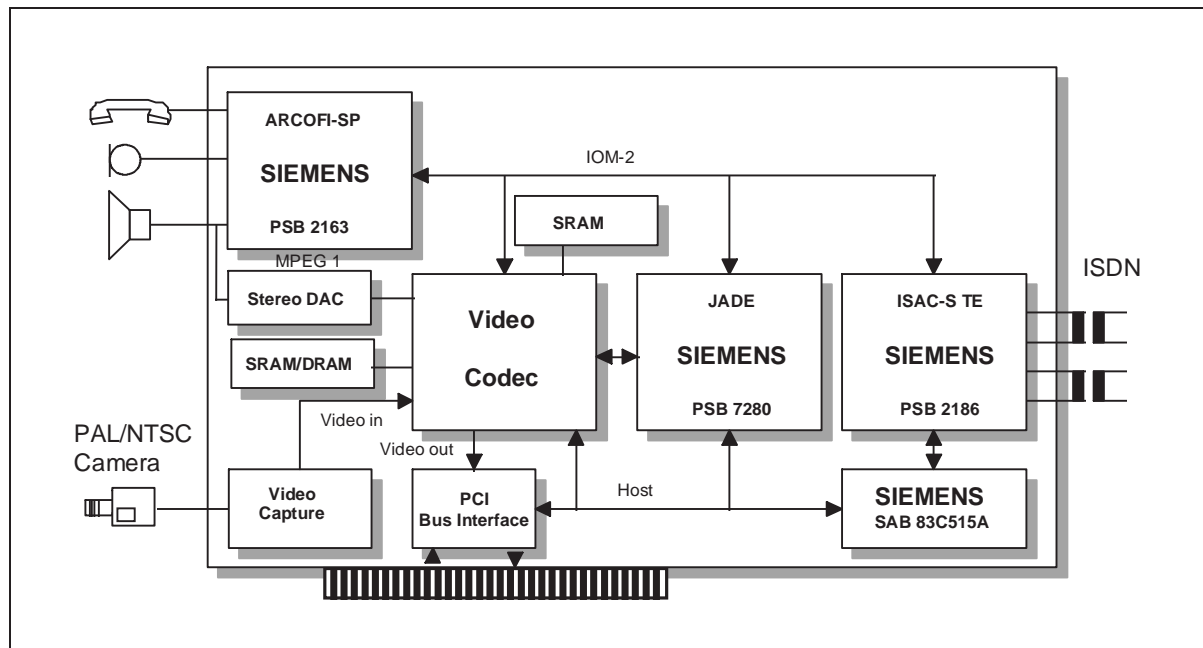 ARCOFI-SP
SIEMENS
PSB 2163
IOM-2
SRAM
MPEG 1
Stereo DAC
SRAM/DRAM
Video
Codec
JADE
SIEMENS
PSB 7280
ISAC-S TE
SIEMENS
PSB 2186
ISDN
Video in
Video out
PAL/NTSC
Camera
Video
Capture
PCI
Bus Interface
Host
SIEMENS
SAB 83C515A